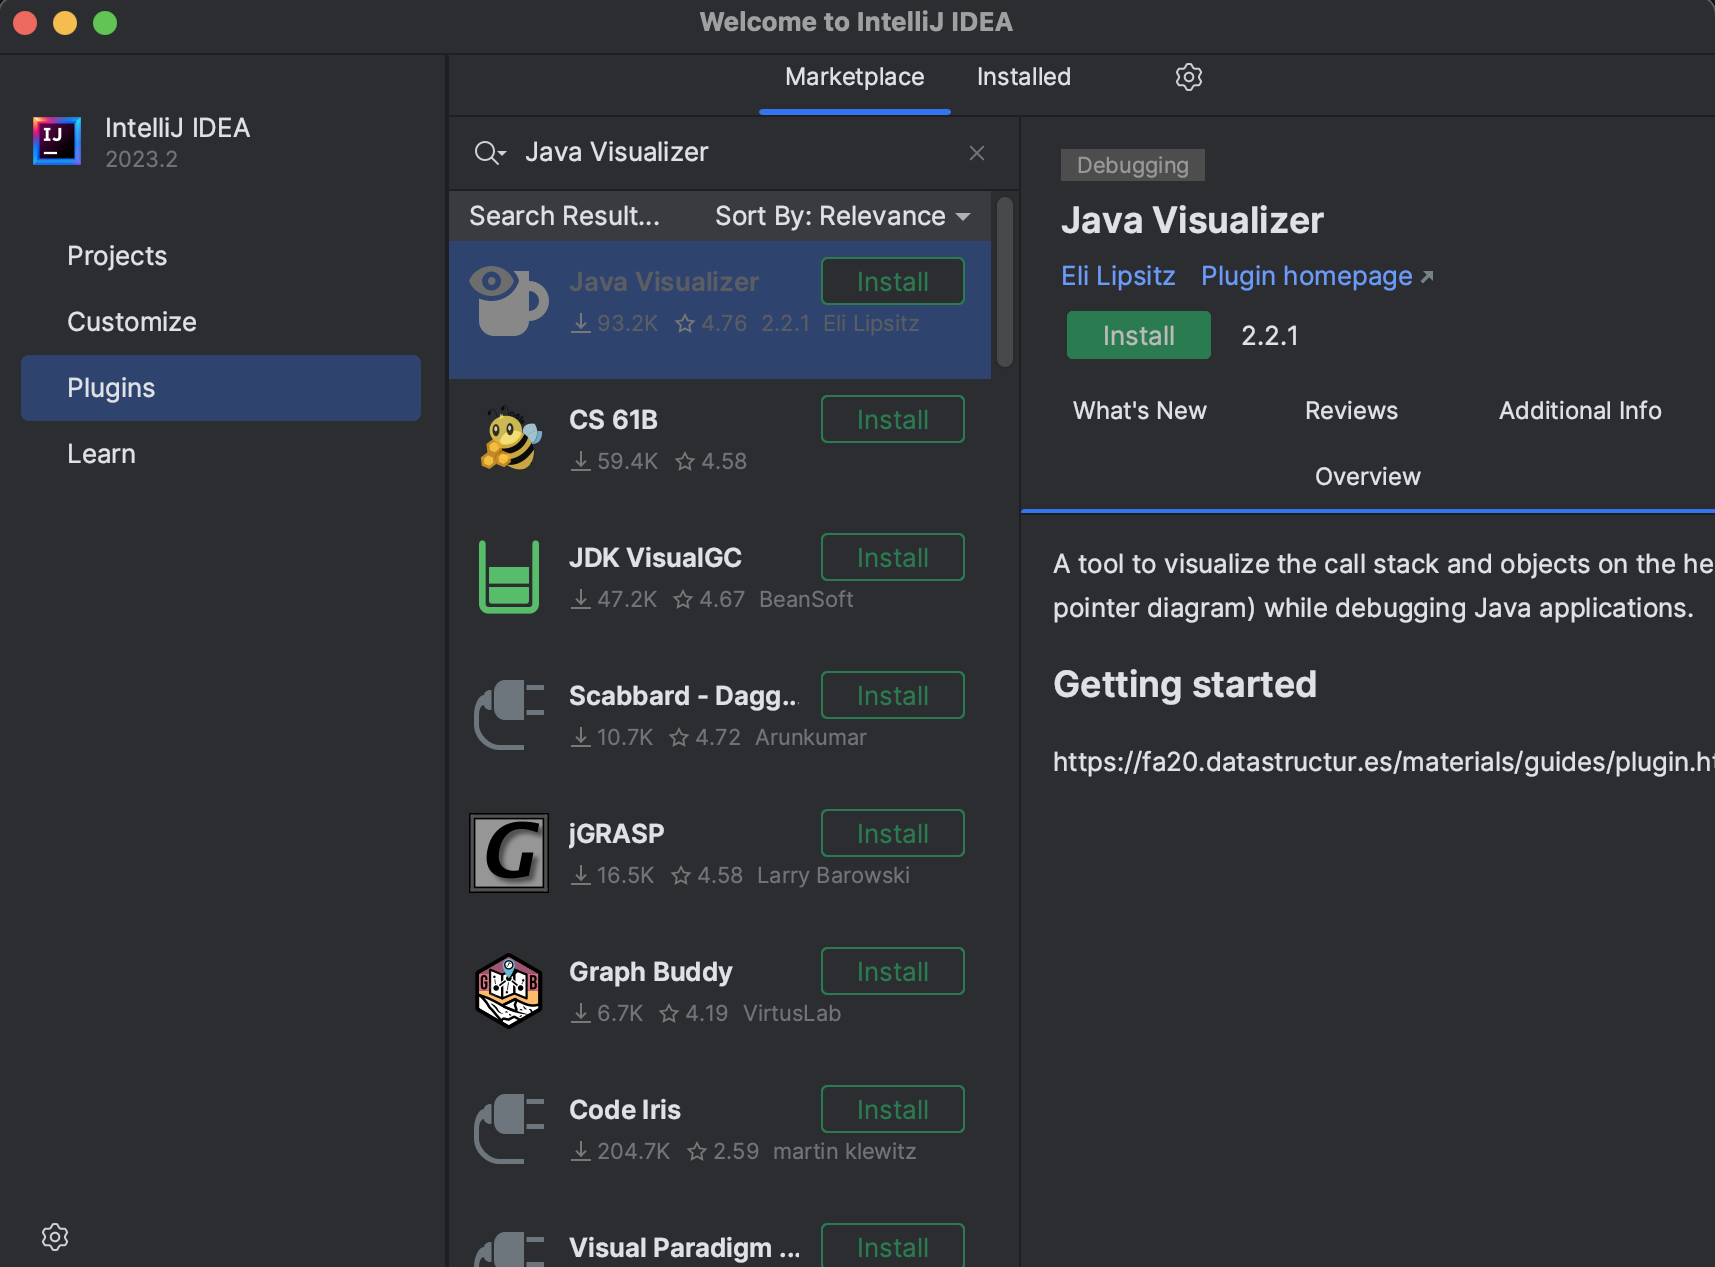 Welcome to IntelliJ IDEA
IJ
IntelliJ IDEA
2023.2
Projects
Customize
Plugins
Learn
Marketplace Installed
Java Visualizer
Search Result... Sort By: Relevance
Java Visualizer Install
93.2K 4.76 2.2.1 Eli Lipsitz
CS 61B Install
59.4K 4.58
JDK VisualGC Install
47.2K 4.67 BeanSoft
Scabbard - Dagg... Install
10.7K 4.72 Arunkumar
G
jGRASP Install
16.5K 4.58 Larry Barowski
G B
Graph Buddy Install
6.7K 4.19 VirtusLab
Code Iris Install
204.7K 2.59 martin klewitz
Visual Paradigm ... Install
Debugging
Java Visualizer
Eli Lipsitz Plugin homepage
Install 2.2.1
What's New Reviews Additional Info
Overview
A tool to visualize the call stack and objects on the he
pointer diagram) while debugging Java applications.
Getting started
https://fa20.datastructur.es/materials/guides/plugin.ht